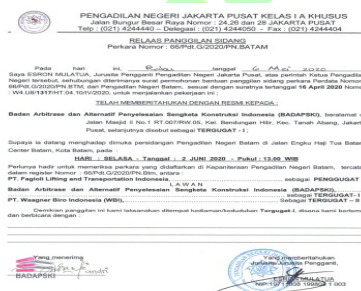 PENGADILAN NEGERI JAKARTA PUSAT KELAS I A KHUSUS
Jalan Bungur Besar Raya Nomor : 24,26 dan 28 JAKARTA PUSAT
Telp : (021) 4244440 – Delegasi : (021) 4244050 - Fax : (021) 4244404
RELAAS PANGGILAN SIDANG
Perkara Nomor : 66/Pdt.G/2020/PN.BATAM
Pada hari ini, Rabu tanggal 6 Mei 2020
Saya ESRON MULATUA, Jurusita Pengganti Pengadilan Negeri Jakarta Pusat, atas perintah Ketua Pengadilan
Negeri tersebut, sehubungan diterimanya surat permohonan bantuan panggilan sidang perkara Perdata Nomor
66/Pdt.G/2020/PN.BTM, dari Pengadilan Negeri Batam, sesuai dengan suratnya tertanggal 16 April 2020 Nomor
: W4.U8/1317/HT.04.10/IV/2020, untuk menjalankan pekerjaan ini ;
TELAH MEMBERITAHUKAN DENGAN RESMI KEPADA :
Badan Arbitrase dan Alternatif Penyelesaian Sengketa Konstruksi Indonesia (BADAPSKI), beralamat
Jalan Masjid II No.1 RT.007/RW.05, Kel. Bendungan Hilir, Kec. Tanah Abang, Jakarta
Pusat, selanjutnya disebut sebagai TERGUGAT - I ;
Supaya ia datang menghadap dimuka persidangan Pengadilan Negeri Batam di Jalan Engku Haji Tua Batam
Center Batam, Kota Batam, pada :
HARI : SELASA - Tanggal : 2 JUNI 2020 - Pukul : 13.00 WIB
Perlunya hadir untuk memeriksa perkara yang didaftarkan di Kepaniteraan Pengadilan Negeri Batam,
dalam register Nomor : 66/Pdt.G/2020/PN.Btm, antara :
PT. Fagioli Lifting and Transportation Indonesia, sebagai PENGGUGAT
L A W A N
Badan Arbitrase dan Alternatif Penyelesaian Sengketa Konstruksi Indonesia (BADAPSKI),
sebagai TERGUGAT- I
PT. Wasgenr Biro Indonesia (WBI), Sebagai TERGUGAT – II
Demikian panggilan ini kami laksanakan ditempat kediaman/kedudukan Tergugat-I, disana kami bertemu
dan berbicara dengan :
Yang menerima
Yang memberitahukan
Jurusita Pengganti,
BADAPSKI
ESRON MULATUA